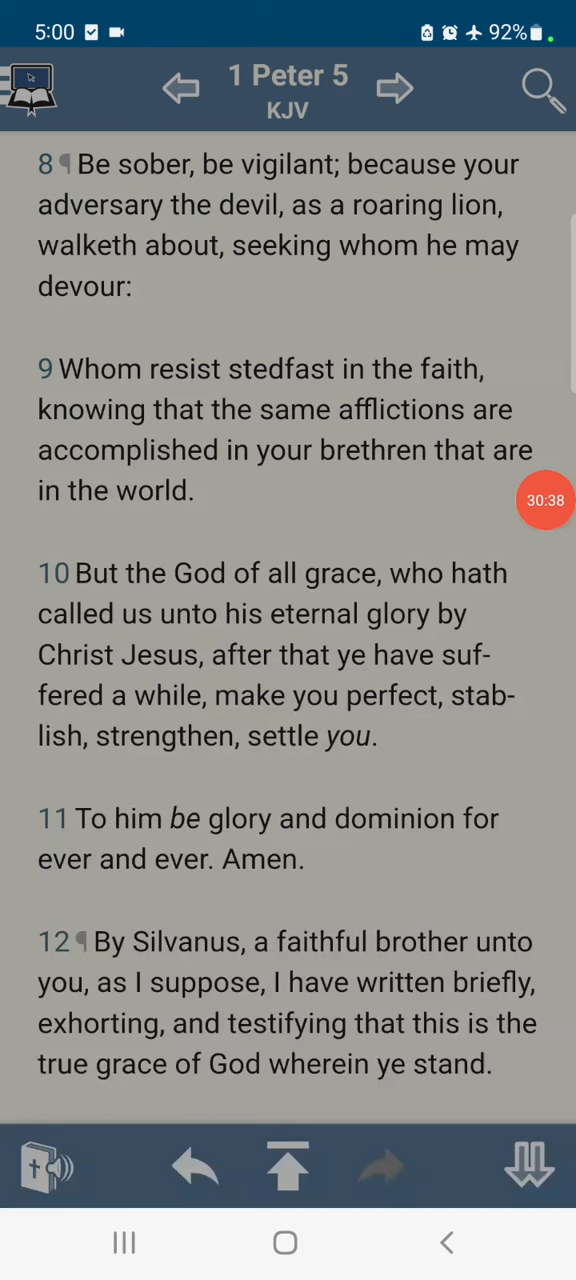 5:00
92%
1 Peter 5
KJV
8 ¶ Be sober, be vigilant; because your
adversary the devil, as a roaring lion,
walketh about, seeking whom he may
devour:
9 Whom resist stedfast in the faith,
knowing that the same afflictions are
accomplished in your brethren that are
in the world.
30:38
10 But the God of all grace, who hath
called us unto his eternal glory by
Christ Jesus, after that ye have suf-
fered a while, make you perfect, stab-
lish, strengthen, settle you.
11 To him be glory and dominion for
ever and ever. Amen.
12 ¶ By Silvanus, a faithful brother unto
you, as I suppose, I have written briefly,
exhorting, and testifying that this is the
true grace of God wherein ye stand.